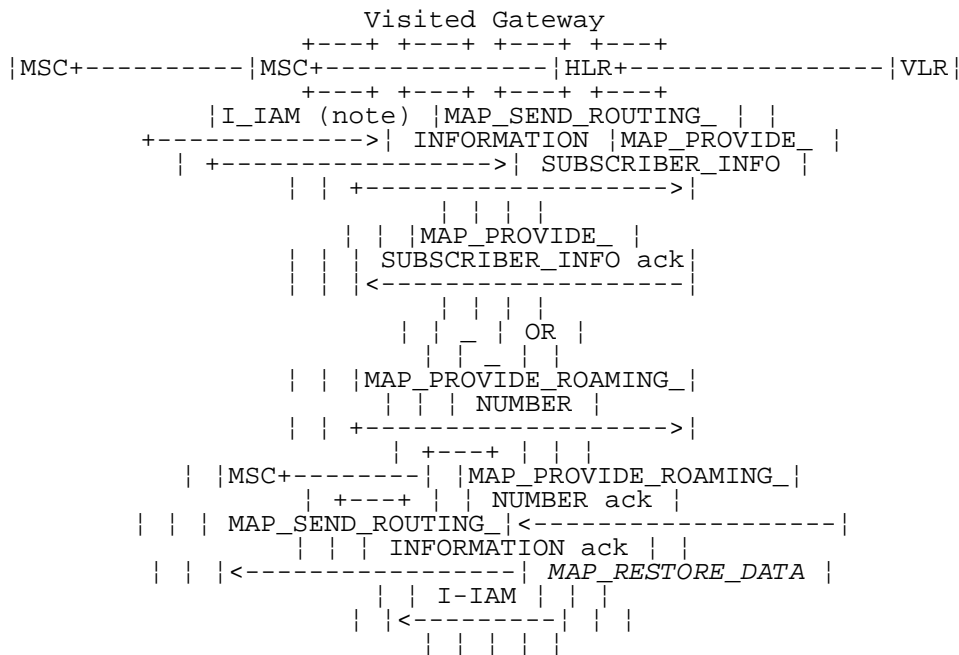 Visited Gateway
+---+ +---+ +---+ +---+
¦MSC+----------¦MSC+--------------¦HLR+----------------¦VLR¦
+---+ +---+ +---+ +---+
¦I_IAM (note) ¦MAP_SEND_ROUTING_ ¦ ¦
+-------------->¦ INFORMATION ¦MAP_PROVIDE_ ¦
¦ +----------------->¦ SUBSCRIBER_INFO ¦
¦ ¦ +------------------->¦
¦ ¦ ¦ ¦
¦ ¦ ¦MAP_PROVIDE_ ¦
¦ ¦ ¦ SUBSCRIBER_INFO ack¦
¦ ¦ ¦<-------------------¦
¦ ¦ ¦ ¦
¦ ¦ _ ¦ OR ¦
¦ ¦ _ ¦ ¦
¦ ¦ ¦MAP_PROVIDE_ROAMING_¦
¦ ¦ ¦ NUMBER ¦
¦ ¦ +------------------->¦
¦ +---+ ¦ ¦ ¦
¦ ¦MSC+--------¦ ¦MAP_PROVIDE_ROAMING_¦
¦ +---+ ¦ ¦ NUMBER ack ¦
¦ ¦ ¦ MAP_SEND_ROUTING_¦<-------------------¦
¦ ¦ ¦ INFORMATION ack ¦ ¦
¦ ¦ ¦<-----------------¦ MAP_RESTORE_DATA ¦
¦ ¦ I-IAM ¦ ¦ ¦
¦ ¦<---------¦ ¦ ¦
¦ ¦ ¦ ¦ ¦